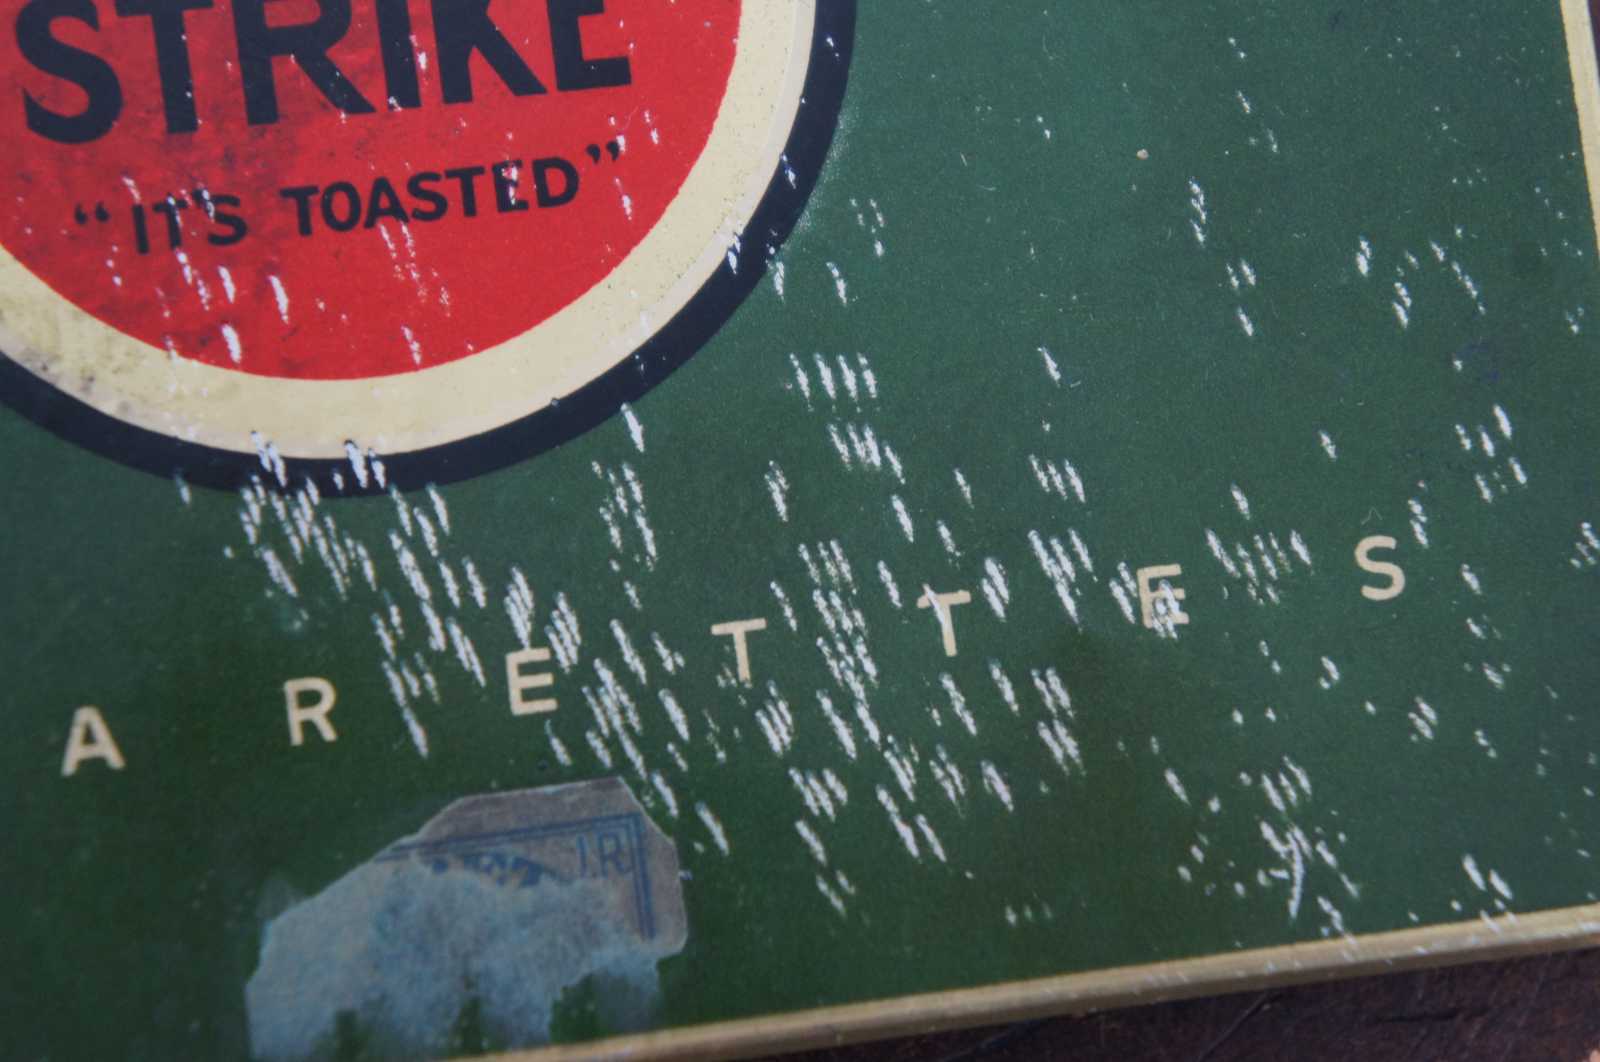 STRIKE
"IT'S TOASTED"
ARETTES
I.R